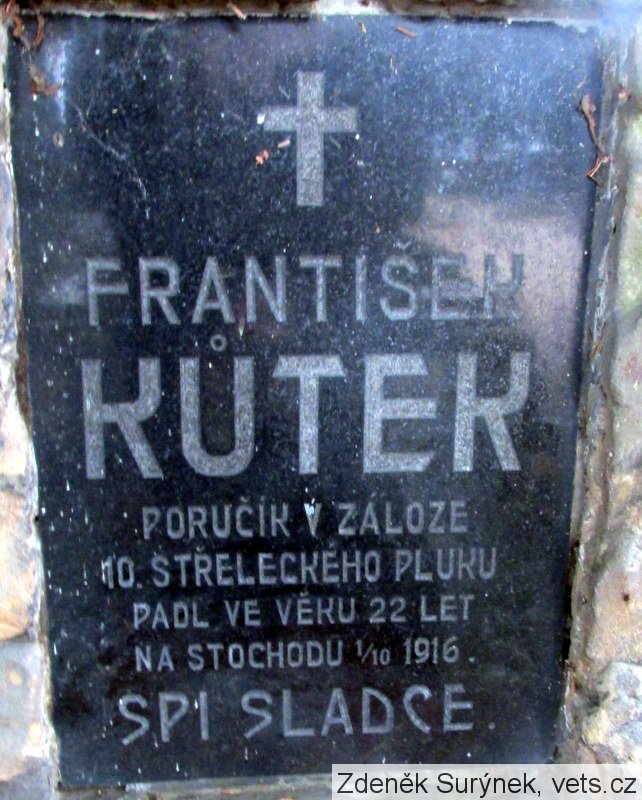 FRANTIŠEK
KŮTEK
PORUČÍK V ZÁLOZE
10. STŘELECKÉHO PLUKU
PADL VE VĚKU 22 LET
NA STOCHODU 1/10 1916.
SPI SLADCE.
Zdeněk Surýnek, vets.cz